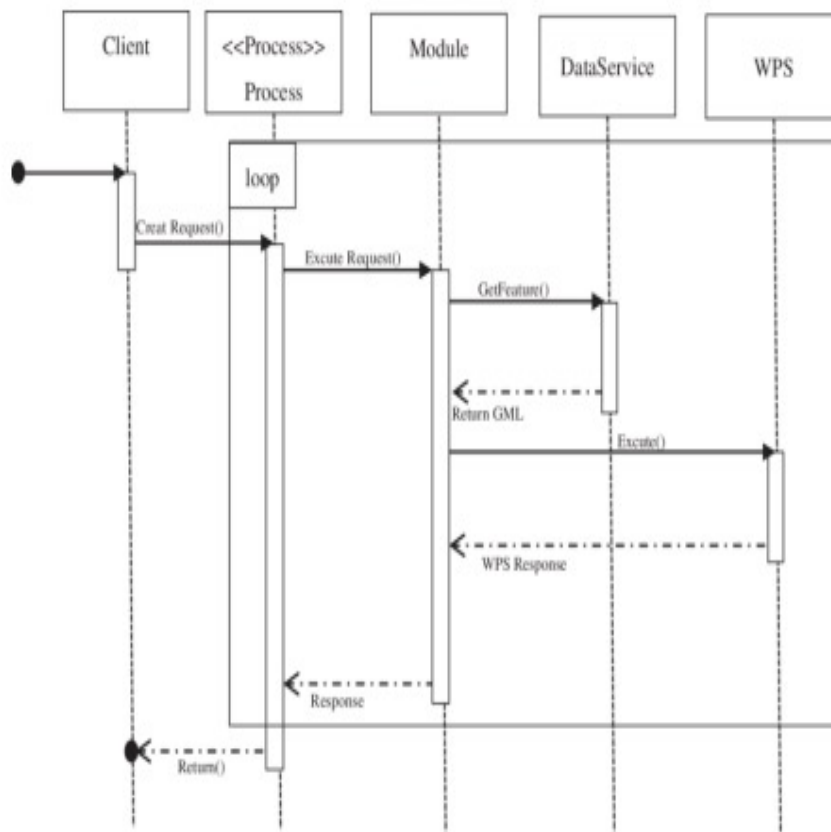 Client
<<Process>>
Process
Module
DataService
WPS
loop
Creat Request()
Excute Request()
GetFeature()
Return GML
Excute()
WPS Response
Response
Return()